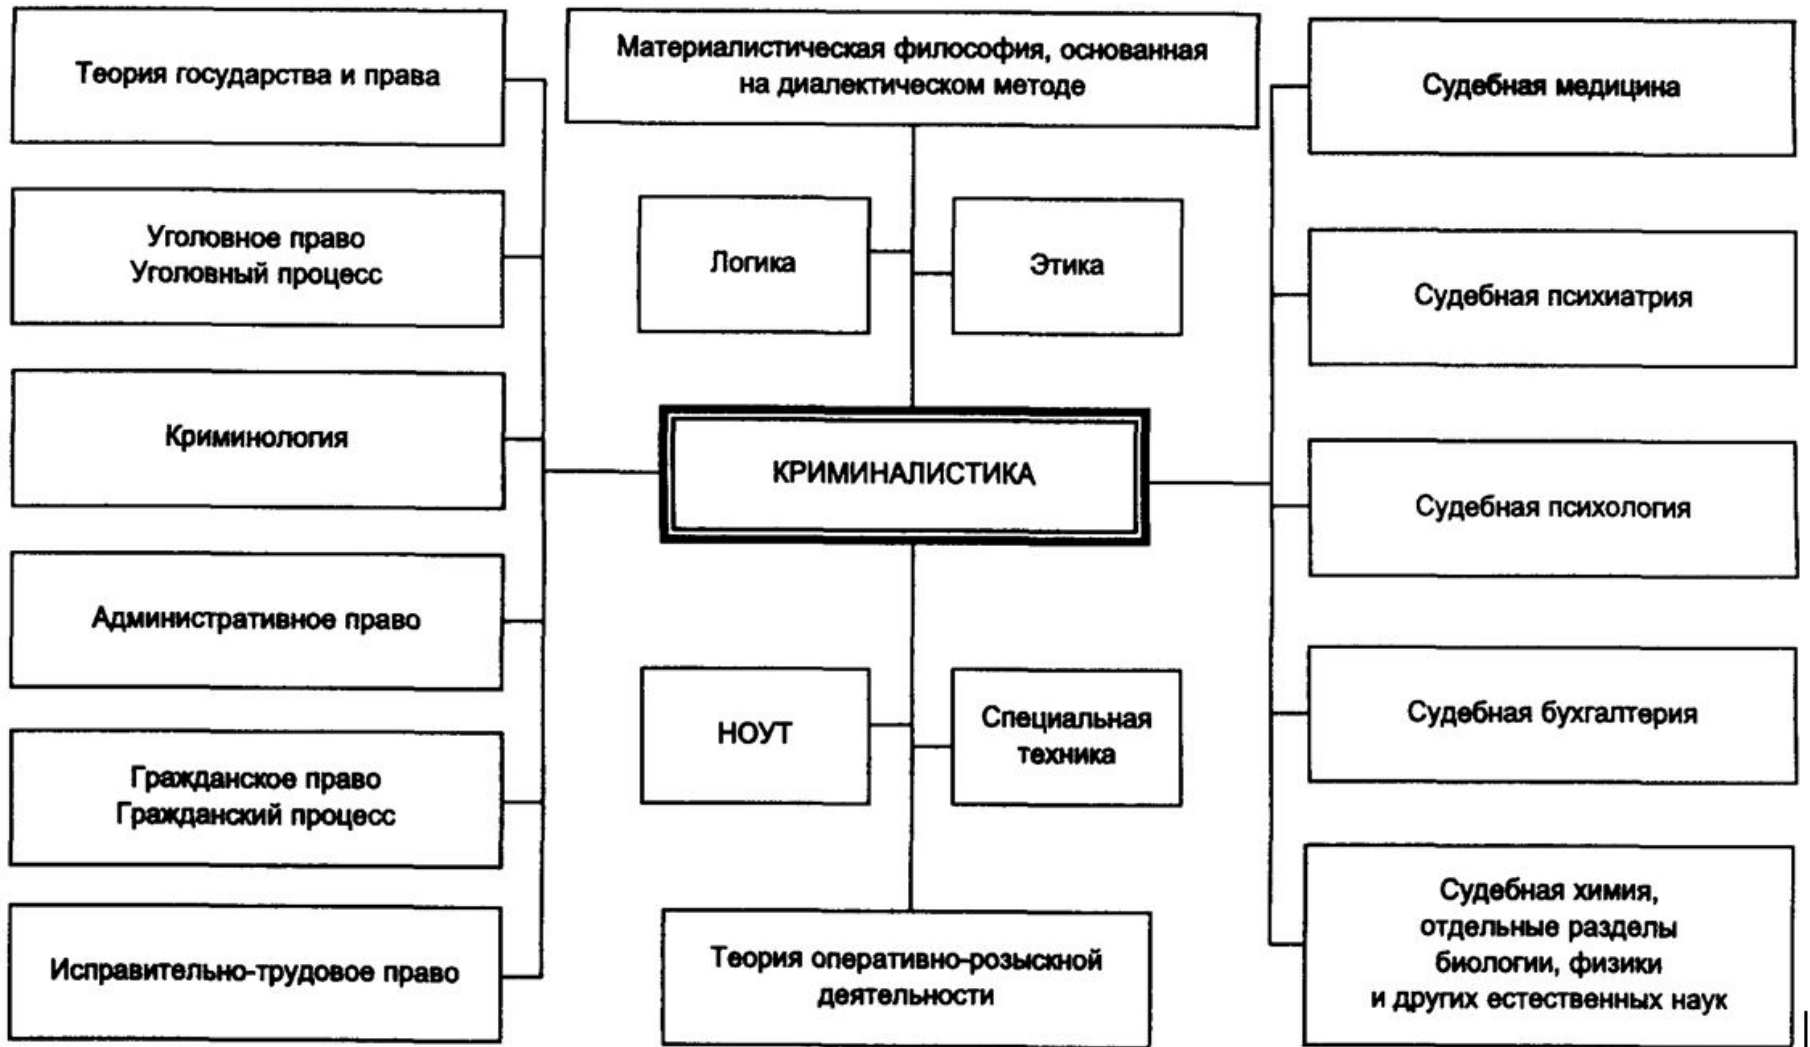 Теория государства и права
Уголовное право
Уголовный процесс
Криминология
Административное право
Гражданское право
Гражданский процесс
Исправительно-трудовое право
Материалистическая философия, основанная
на диалектическом методе
Логика
Этика
КРИМИНАЛИСТИКА
НОУТ
Специальная
техника
Теория оперативно-розыскной
деятельности
Судебная медицина
Судебная психиатрия
Судебная психология
Судебная бухгалтерия
Судебная химия,
отдельные разделы
биологии, физики
и других естественных наук